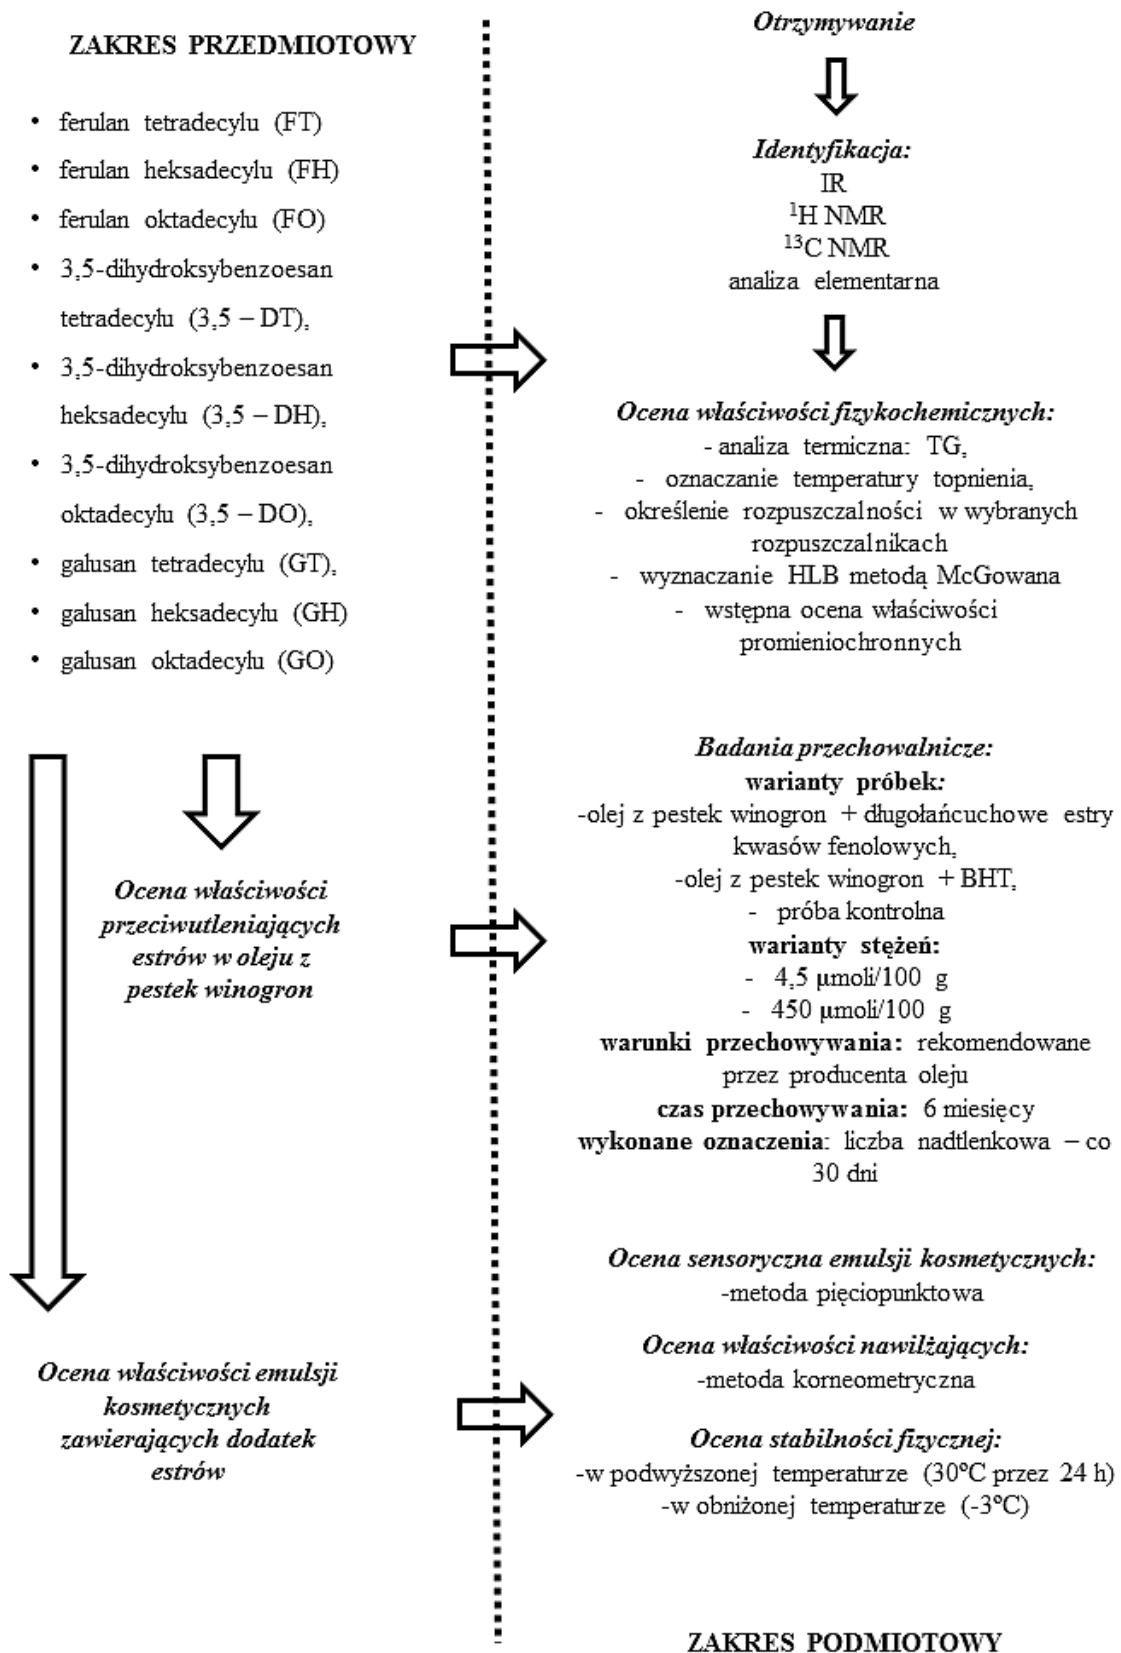 ZAKRES PRZEDMIOTOWY
• ferulan tetradecylu (FT)
• ferulan heksadecylu (FH)
• ferulan oktadecylu (FO)
• 3,5-dihydroksybenzoesan
tetradecylu (3,5 – DT),
• 3,5-dihydroksybenzoesan
heksadecylu (3,5 – DH),
• 3,5-dihydroksybenzoesan
oktadecylu (3,5 – DO),
• galusan tetradecylu (GT),
• galusan heksadecylu (GH)
• galusan oktadecylu (GO)
Otrzymywanie
Identyfikacja:
IR
¹H NMR
¹³C NMR
analiza elementarna
Ocena właściwości fizykochemicznych:
- analiza termiczna: TG,
- oznaczanie temperatury topnienia,
- określenie rozpuszczalności w wybranych
rozpuszczalnikach
- wyznaczanie HLB metodą McGowana
- wstępna ocena właściwości
promieniochronnych
Ocena właściwości
przeciwutleniających
estrów w oleju z
pestek winogron
Badania przechowalnicze:
warianty próbek:
-olej z pestek winogron + długołańcuchowe estry
kwasów fenolowych,
-olej z pestek winogron + BHT,
- próba kontrolna
warianty stężeń:
- 4,5 µmoli/100 g
- 450 µmoli/100 g
warunki przechowywania: rekomendowane
przez producenta oleju
czas przechowywania: 6 miesięcy
wykonane oznaczenia: liczba nadtlenkowa – co
30 dni
Ocena właściwości emulsji
kosmetycznych
zawierających dodatek
estrów
Ocena sensoryczna emulsji kosmetycznych:
-metoda pięciopunktowa
Ocena właściwości nawilżających:
-metoda korneometryczna
Ocena stabilności fizycznej:
-w podwyższonej temperaturze (30°C przez 24 h)
-w obniżonej temperaturze (-3°C)
ZAKRES PODMIOTOWY